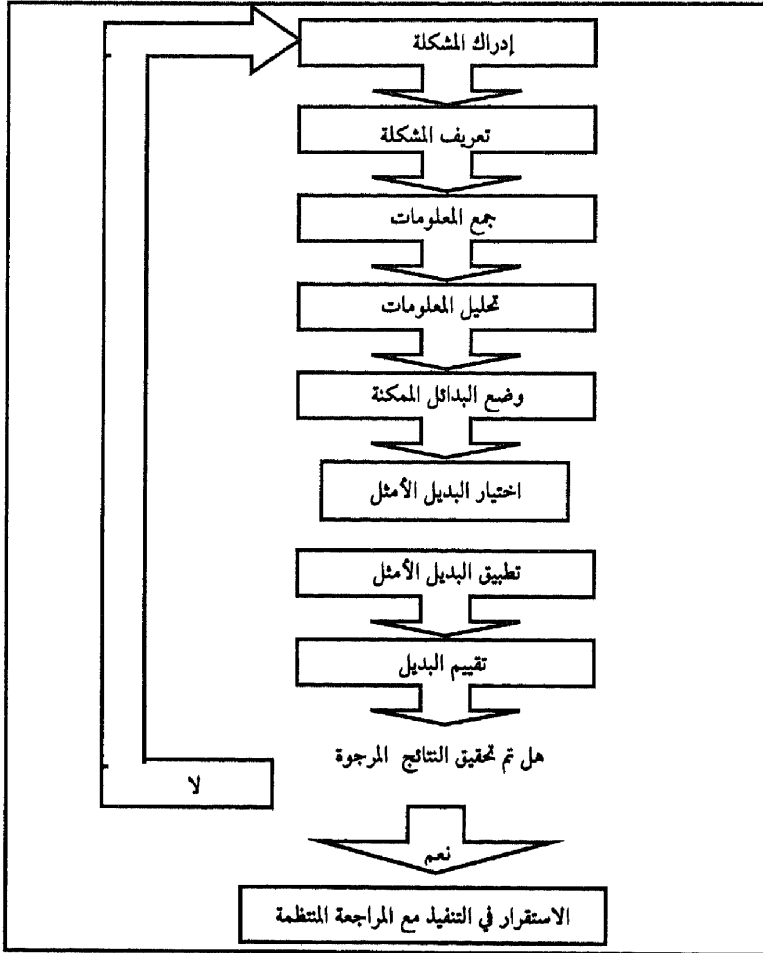 إدراك المشكلة
تعريف المشكلة
جمع المعلومات
تحليل المعلومات
وضع البدائل الممكنة
اختيار البديل الأمثل
تطبيق البديل الأمثل
تقييم البديل
هل تم تحقيق النتائج المرجوة
لا
نعم
الاستقرار في التنفيذ مع المراجعة المنتظمة